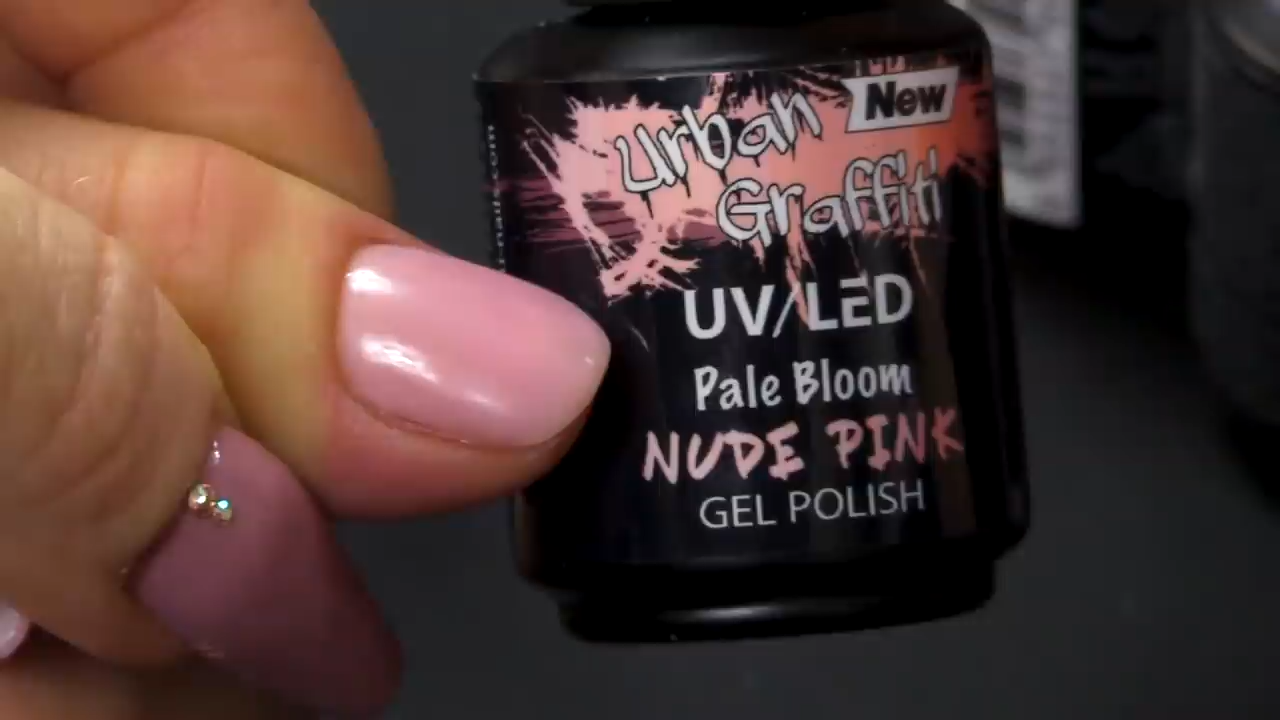 New
Urban
Graffiti
UV/LED
Pale Bloom
NUDE PINK
GEL POLISH